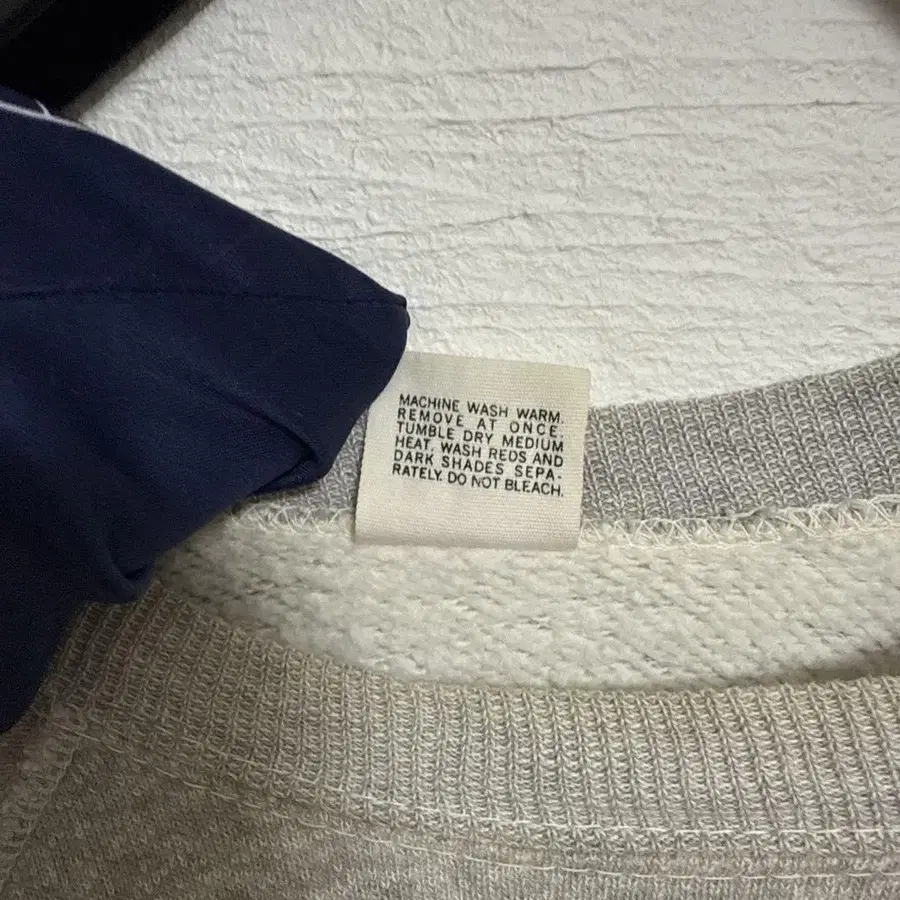 MACHINE WASH WARM.
REMOVE AT ONCE.
TUMBLE DRY MEDIUM
HEAT. WASH REDS AND
DARK SHADES SEPA-
RATELY. DO NOT BLEACH.